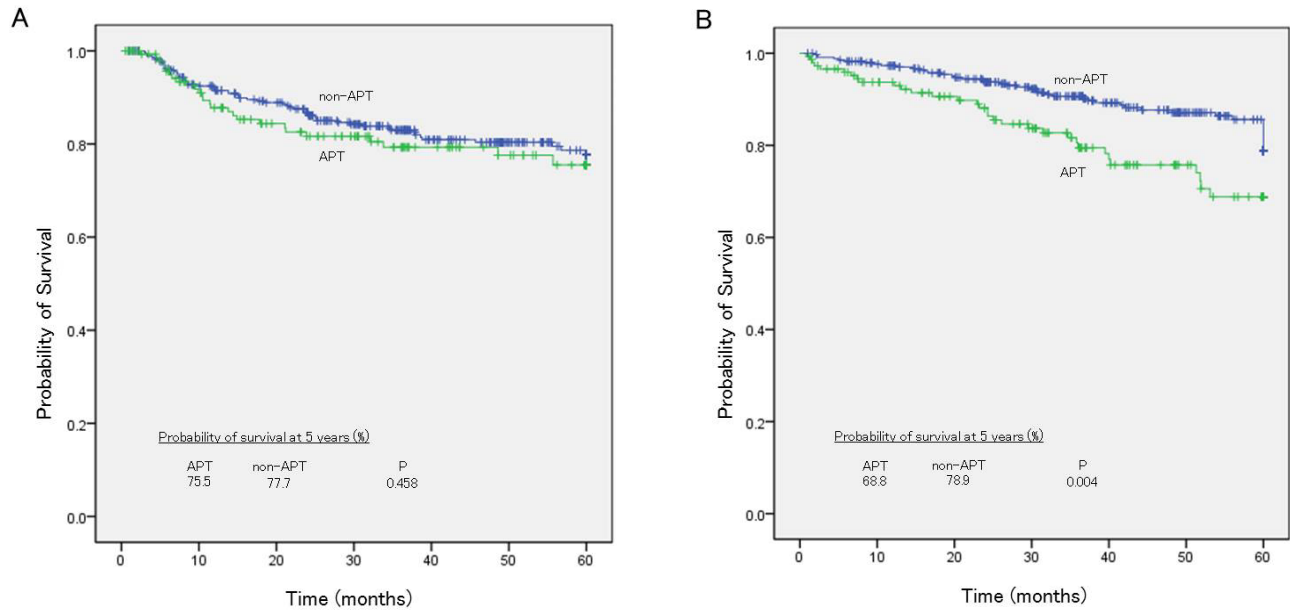 A
1.0
0.8
0.6
0.4
0.2
0.0
Probability of Survival
non-APT
APT
Probability of survival at 5 years (%)
APT non-APT P
75.5 77.7 0.458
0 10 20 30 40 50 60
Time (months)
B
1.0
0.8
0.6
0.4
0.2
0.0
Probability of Survival
non-APT
APT
Probability of survival at 5 years (%)
APT non-APT P
68.8 78.9 0.004
0 10 20 30 40 50 60
Time (months)